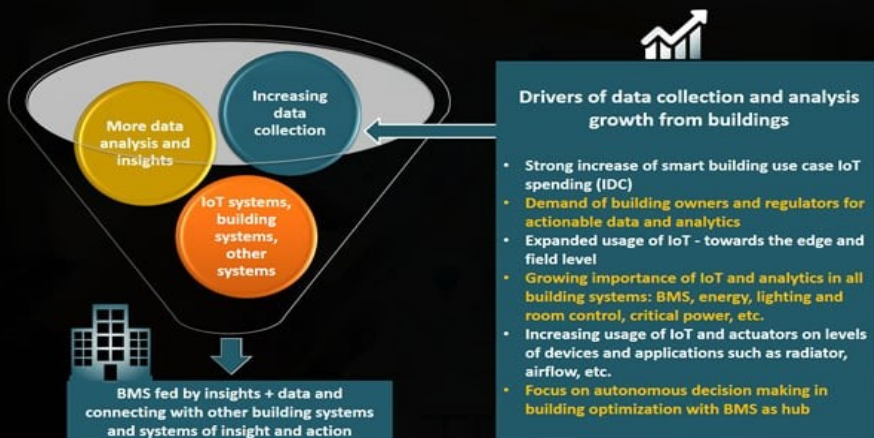 More data
analysis and
insights
Increasing
data
collection
IoT systems,
building
systems,
other
systems
BMS fed by insights + data and
connecting with other building systems
and systems of insight and action
Drivers of data collection and analysis
growth from buildings
• Strong increase of smart building use case IoT
spending (IDC)
• Demand of building owners and regulators for
actionable data and analytics
• Expanded usage of IoT - towards the edge and
field level
• Growing importance of IoT and analytics in all
building systems: BMS, energy, lighting and
room control, critical power, etc.
• Increasing usage of IoT and actuators on levels
of devices and applications such as radiator,
airflow, etc.
• Focus on autonomous decision making in
building optimization with BMS as hub